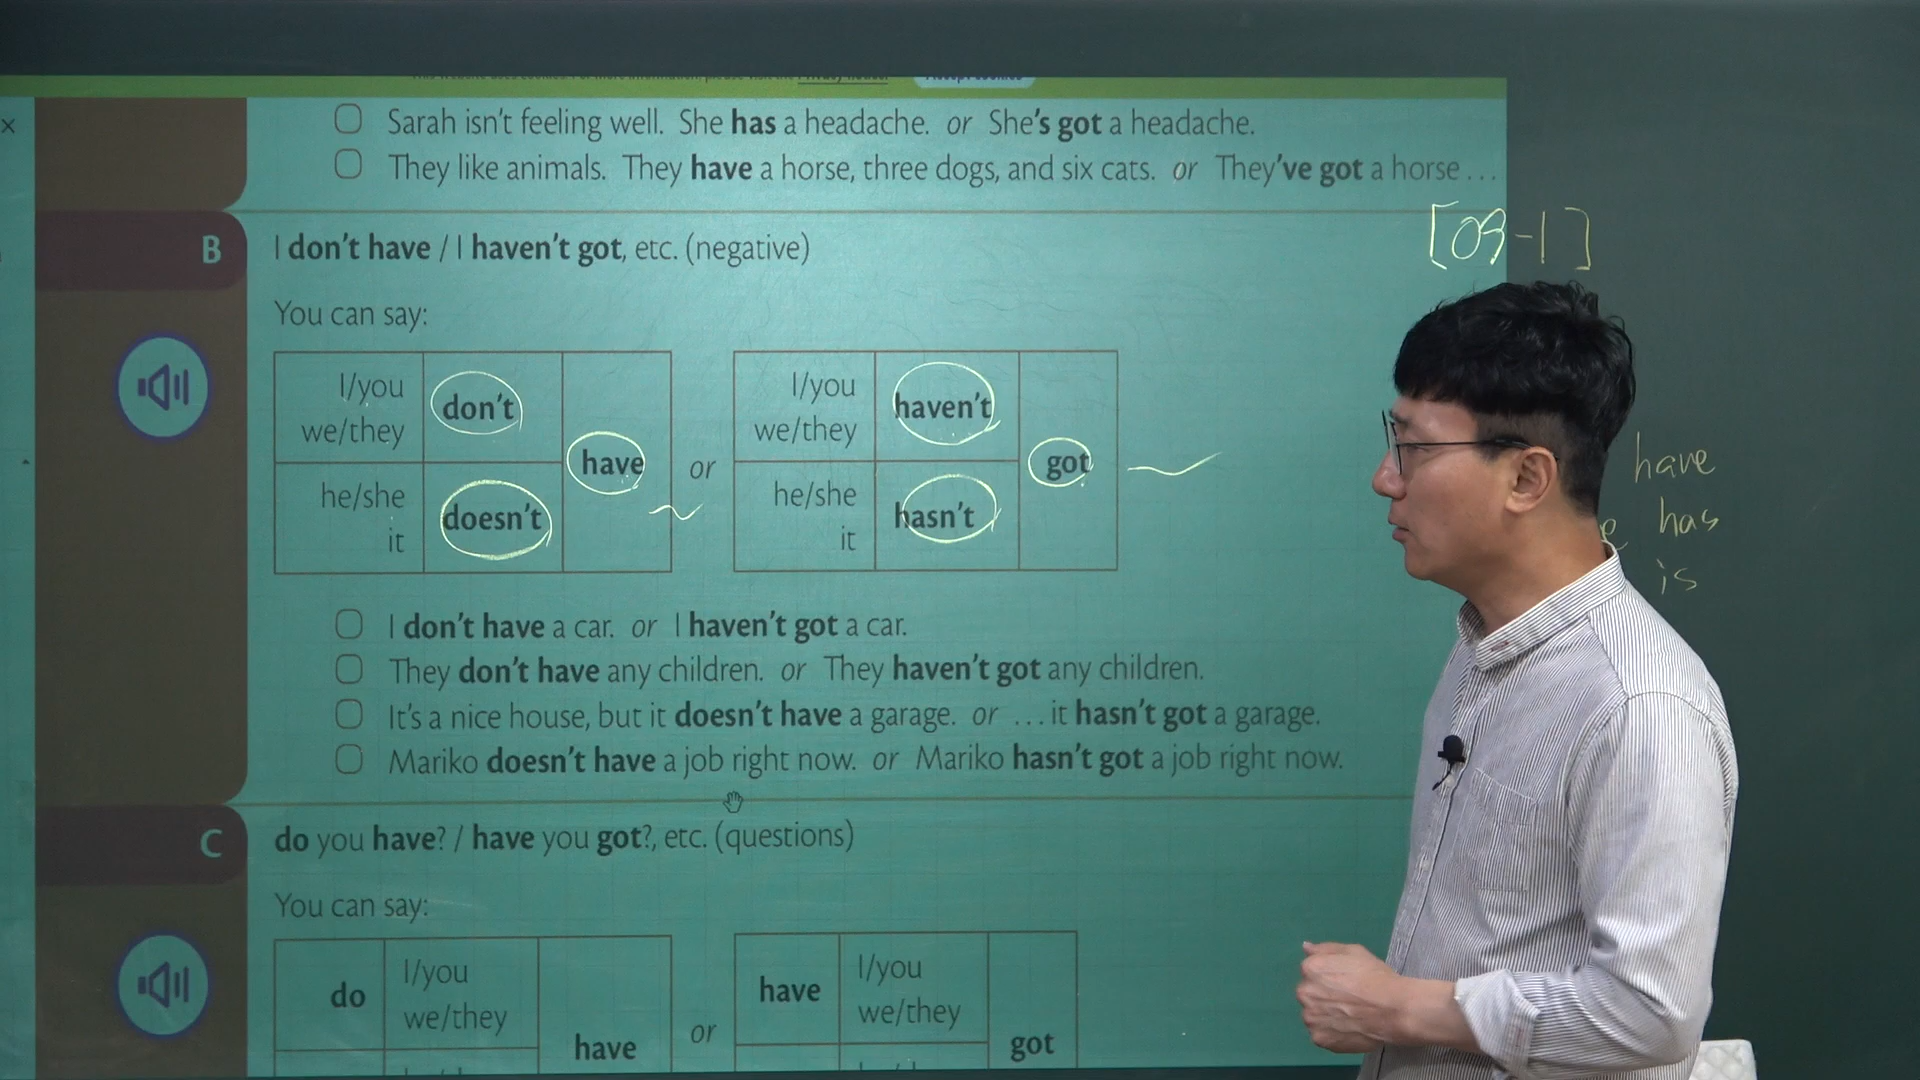 Sarah isn't feeling well. She has a headache. or She's got a headache.
They like animals. They have a horse, three dogs, and six cats. or They've got a horse ...
[09-1]
B
I don't have / I haven't got, etc. (negative)
You can say:
I/you
we/they
don't
he/she
it
doesn't
have
or
I/you
we/they
haven't
he/she
it
hasn't
got
have
has
is
I don't have a car. or I haven't got a car.
They don't have any children. or They haven't got any children.
It's a nice house, but it doesn't have a garage. or ... it hasn't got a garage.
Mariko doesn't have a job right now. or Mariko hasn't got a job right now.
C
do you have? / have you got?, etc. (questions)
You can say:
do
I/you
we/they
have
or
have
I/you
we/they
got